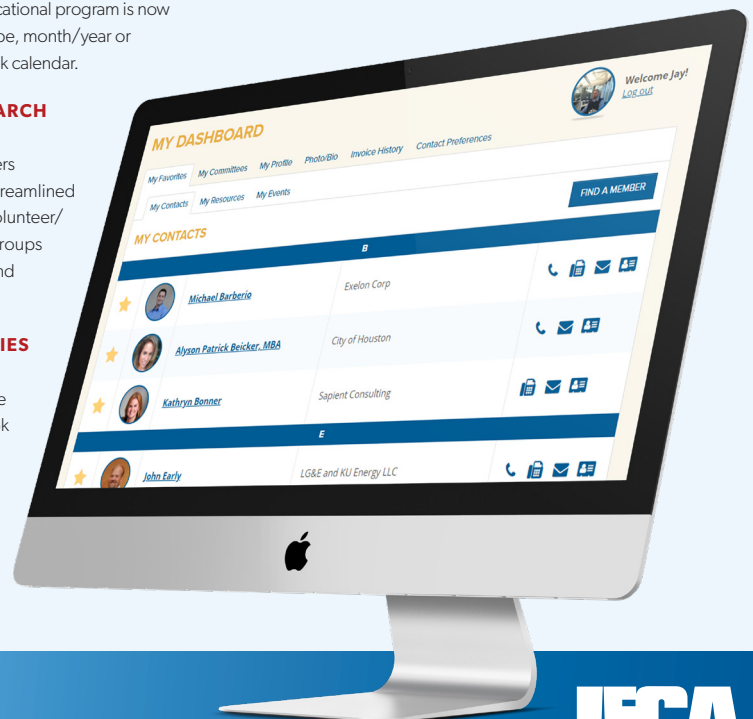 cational program is now
pe, month/year or
k calendar.
ARCH
ers
reamlined
olunteer/
roups
nd
IES
e
ok
Welcome Jay!
Log out
MY DASHBOARD
My Favorites My Committees My Profile Photo/Bio Invoice History Contact Preferences
My Contacts My Resources My Events
FIND A MEMBER
MY CONTACTS
B
Michael Barberio Exelon Corp
Alyson Patrick Beicker, MBA City of Houston
Kathryn Bonner Sapient Consulting
E
John Early LG&E and KU Energy LLC
IECA